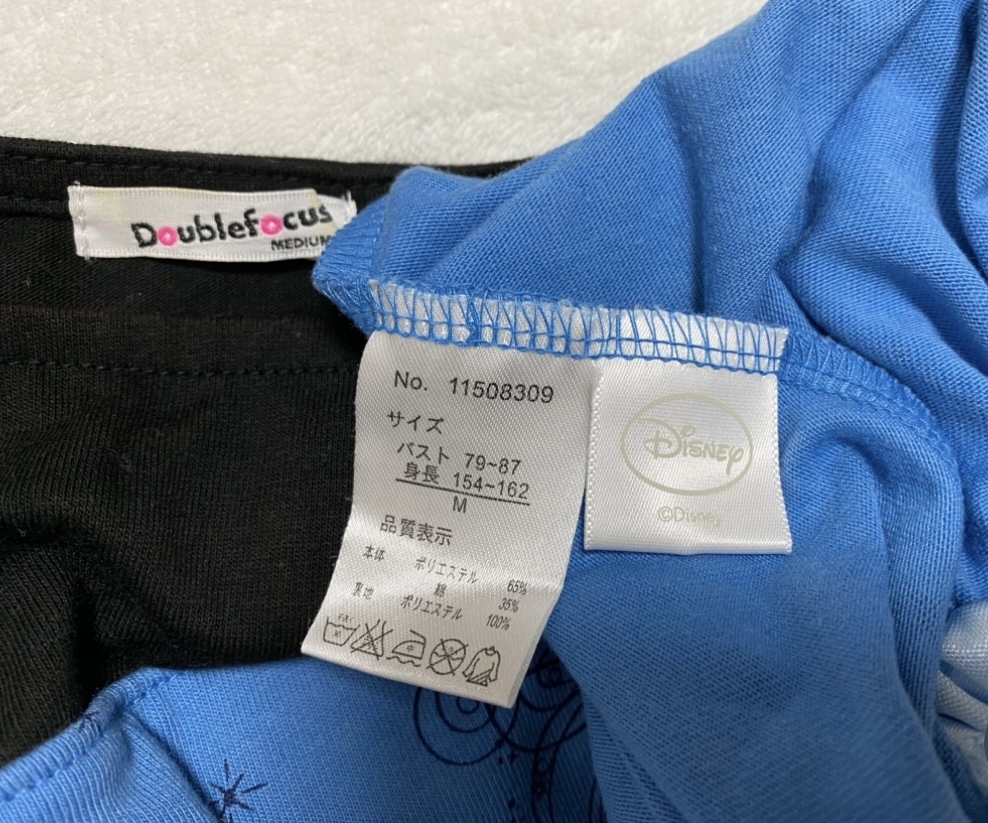 Doublefocus
MEDIUM
No. 11508309
サイズ
バスト 79~87
身長 154~162
M
品質表示
本体 ポリエステル 65%
綿 35%
裏地 ポリエステル 100%
Disney
©Disney